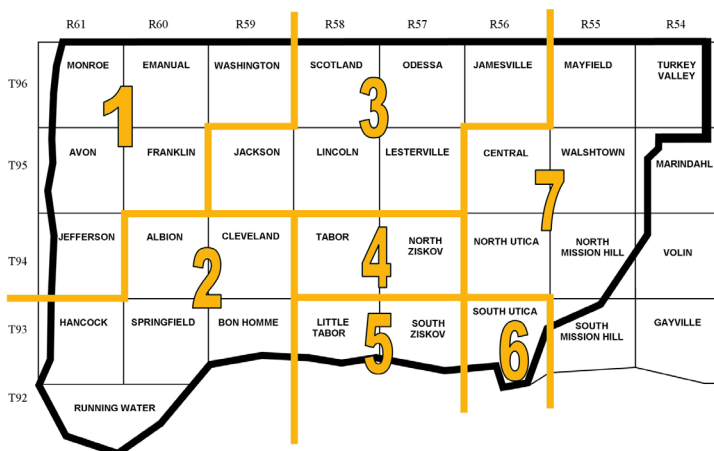 R61 R60 R59 R58 R57 R56 R55 R54
T96
MONROE EMANUAL WASHINGTON SCOTLAND ODESSA JAMESVILLE MAYFIELD TURKEY
VALLEY
1 3
T95
AVON FRANKLIN JACKSON LINCOLN LESTERVILLE CENTRAL WALSHTOWN
MARINDAHL
7
T94
JEFFERSON ALBION CLEVELAND TABOR NORTH
ZISKOV
NORTH UTICA NORTH
MISSION HILL
VOLIN
2 4
T93
HANCOCK SPRINGFIELD BON HOMME LITTLE
TABOR
SOUTH
ZISKOV
SOUTH UTICA
SOUTH
MISSION HILL
GAYVILLE
5 6
T92
RUNNING WATER